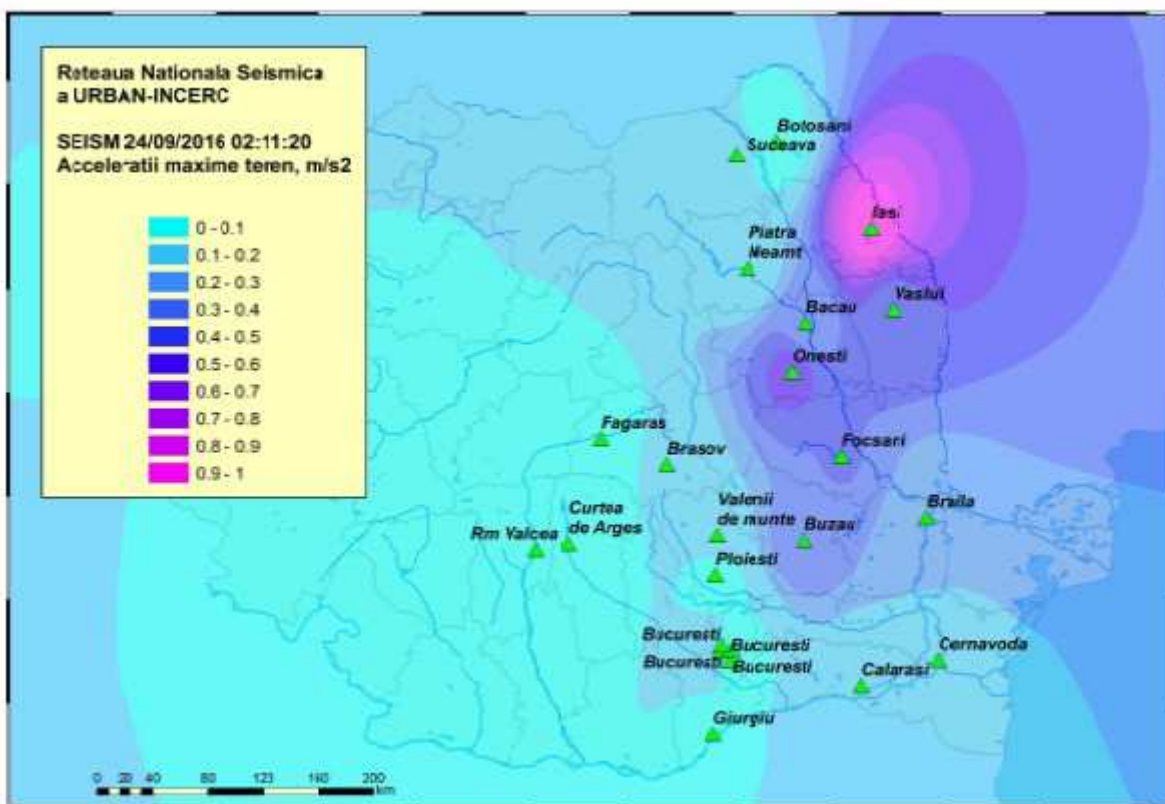 Reteaua Nationala Seismica
a URBAN-INCERC
SEISM 24/09/2016 02:11:20
Acceleratii maxime teren, m/s2
0 - 0.1
0.1 - 0.2
0.2 - 0.3
0.3 - 0.4
0.4 - 0.5
0.5 - 0.6
0.6 - 0.7
0.7 - 0.8
0.8 - 0.9
0.9 - 1
Botosani
Suceava
Iasi
Piatra
Neamt
Vaslui
Bacau
Onesti
Fagaras
Brasov
Focsari
Valenii
de munte
Braila
Curtea
de Arges
Rm Valcea
Buzau
Ploiesti
Bucuresti
Bucuresti
Bucuresti
Bucuresti
Cernavoda
Calarasi
Giurgiu
0 20 40 80 123 160 200
km